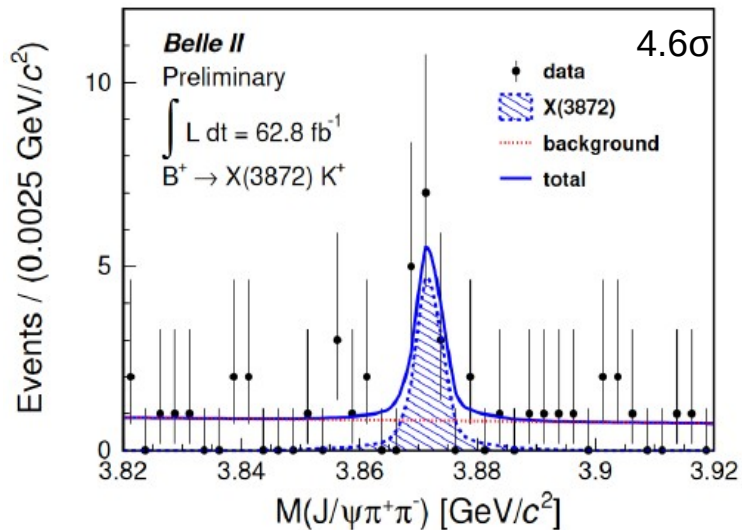 Belle II
Preliminary
∫ L dt = 62.8 fb⁻¹
B⁺ → X(3872) K⁺
4.6σ
data
X(3872)
background
total
Events / (0.0025 GeV/c²)
10
5
0
3.82 3.84 3.86 3.88 3.9 3.92
M(J/ψπ⁺π⁻) [GeV/c²]